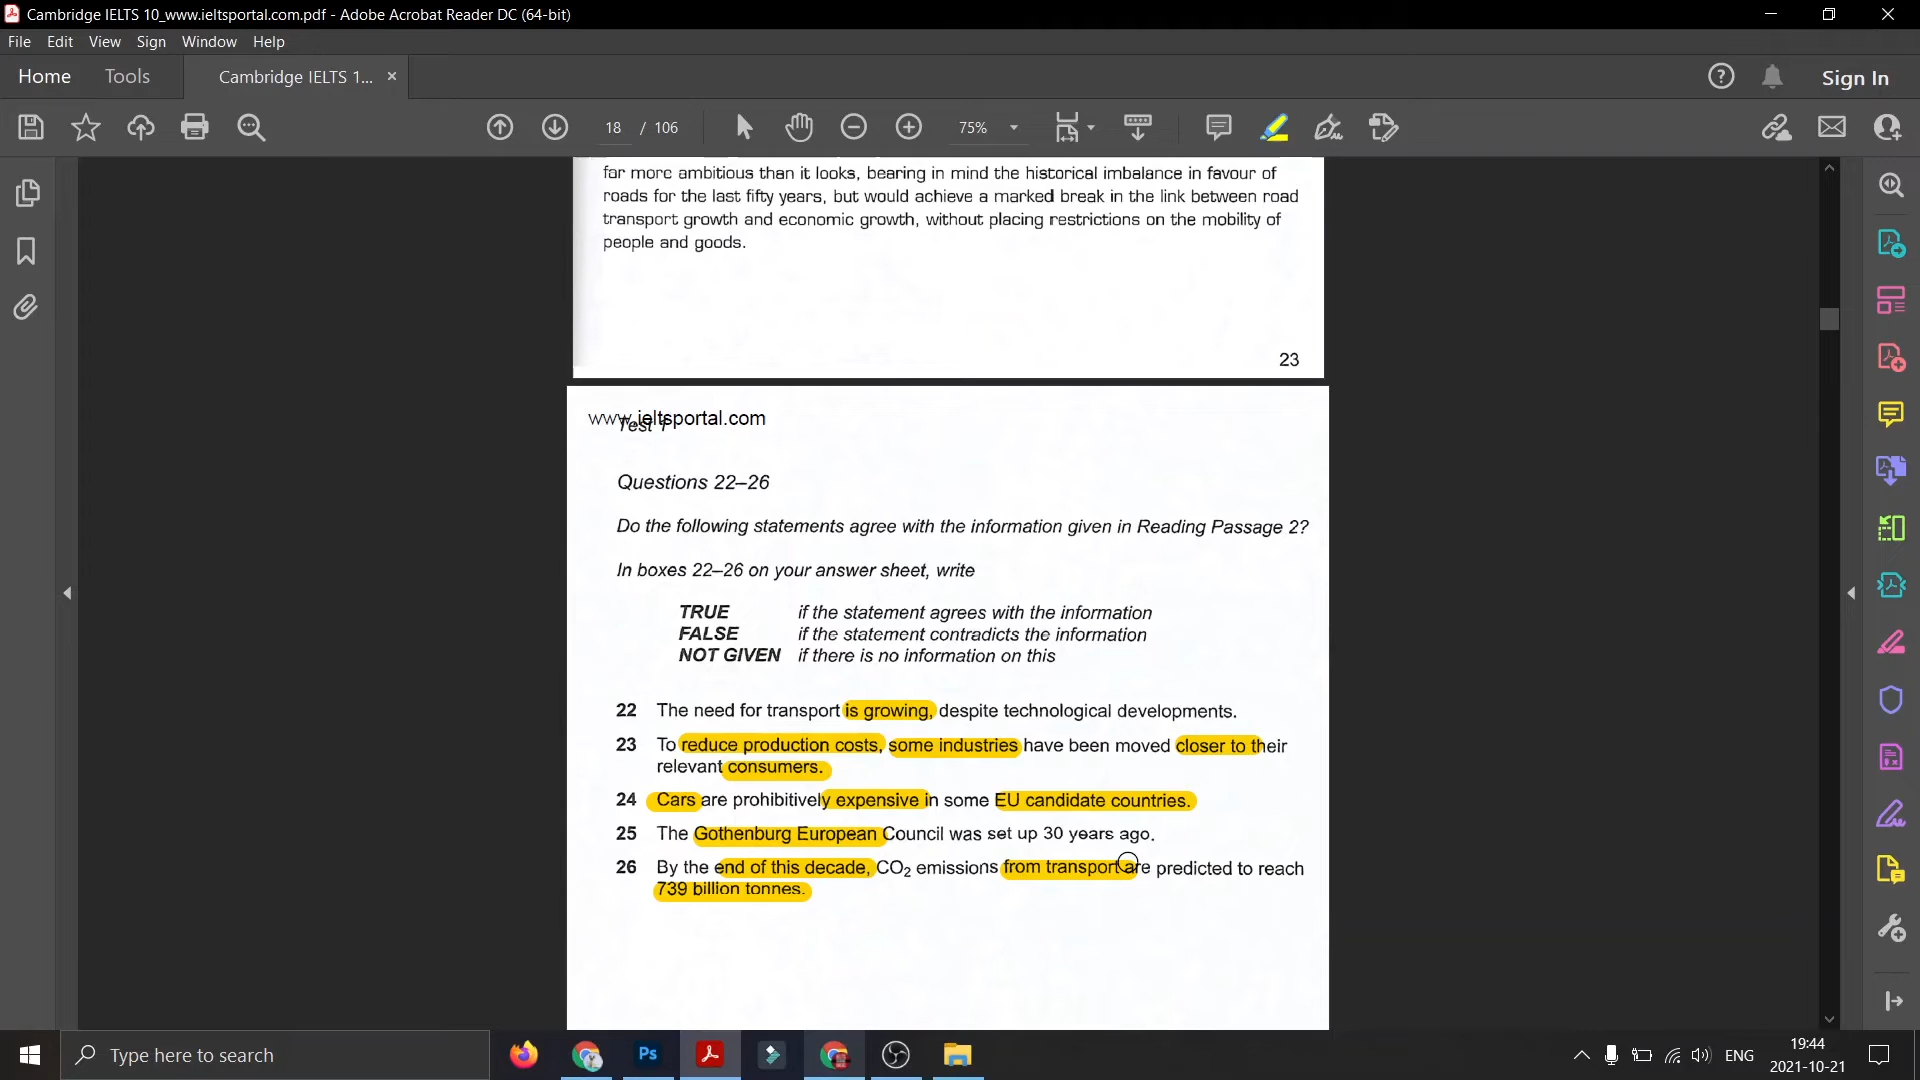 Cambridge IELTS 10_www.ieltsportal.com.pdf - Adobe Acrobat Reader DC (64-bit)
File Edit View Sign Window Help
Home Tools Cambridge IELTS 1... × Sign In
18 / 106 75%
far more ambitious than it looks, bearing in mind the historical imbalance in favour of
roads for the last fifty years, but would achieve a marked break in the link between road
transport growth and economic growth, without placing restrictions on the mobility of
people and goods.
23
www.ieltsportal.com
Test 1
Questions 22–26
Do the following statements agree with the information given in Reading Passage 2?
In boxes 22–26 on your answer sheet, write
TRUE if the statement agrees with the information
FALSE if the statement contradicts the information
NOT GIVEN if there is no information on this
22 The need for transport is growing, despite technological developments.
23 To reduce production costs, some industries have been moved closer to their
relevant consumers.
24 Cars are prohibitively expensive in some EU candidate countries.
25 The Gothenburg European Council was set up 30 years ago.
26 By the end of this decade, CO₂ emissions from transport are predicted to reach
739 billion tonnes.
Type here to search
Ps
ENG
19:44
2021-10-21